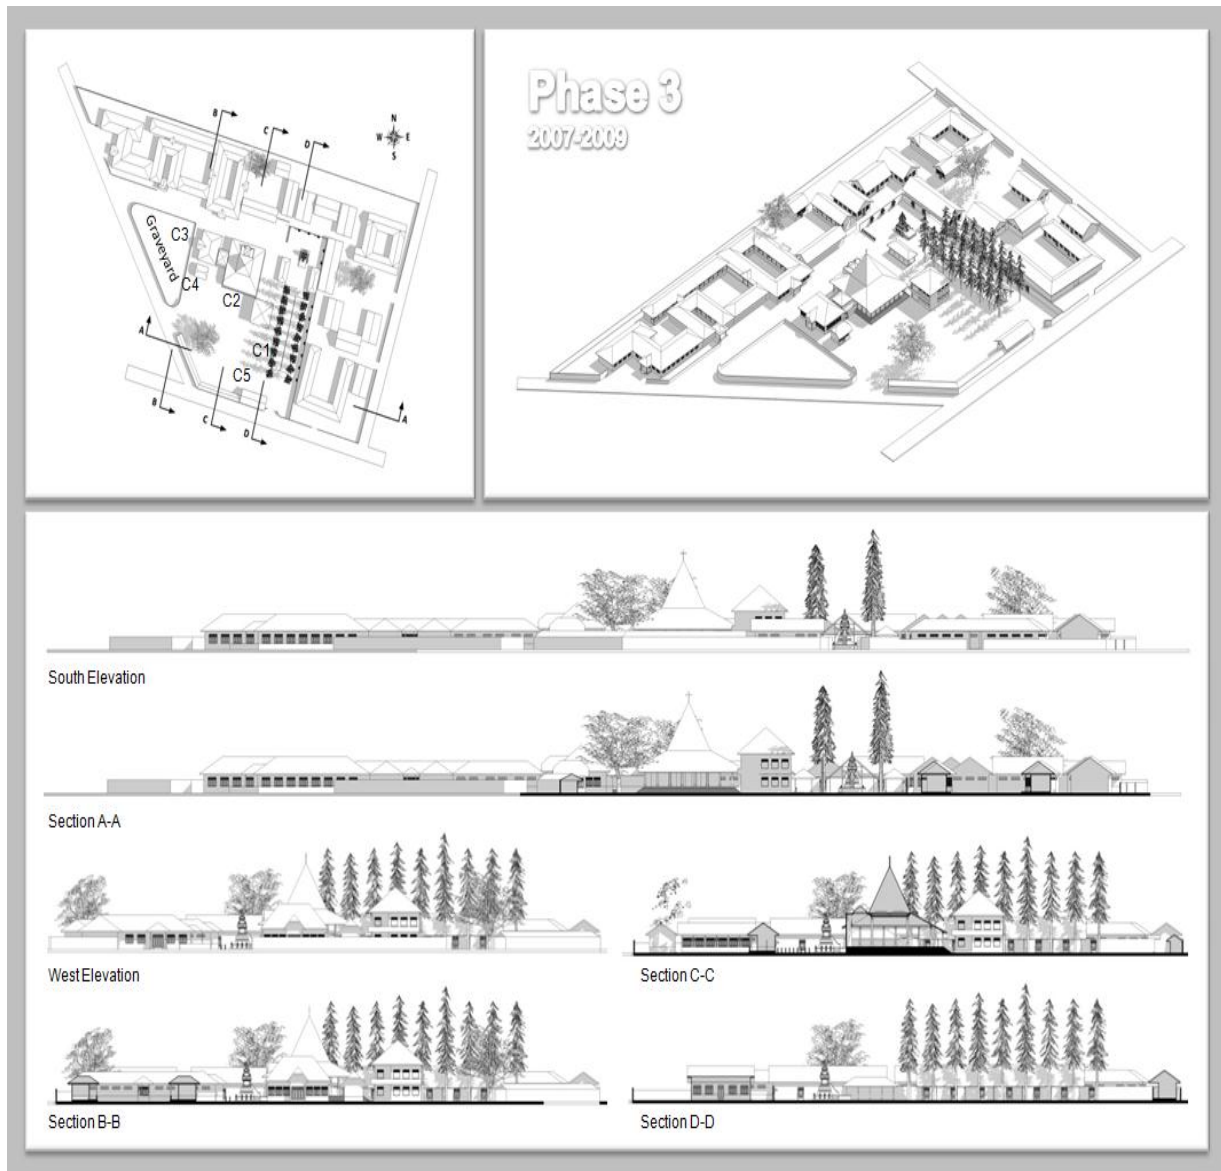 Phase 3
2007-2009
B
C
D
N
W E
S
Graveyard
C3
C4
C2
A
C1
C5
B
C
D
A
South Elevation
Section A-A
West Elevation
Section C-C
Section B-B
Section D-D